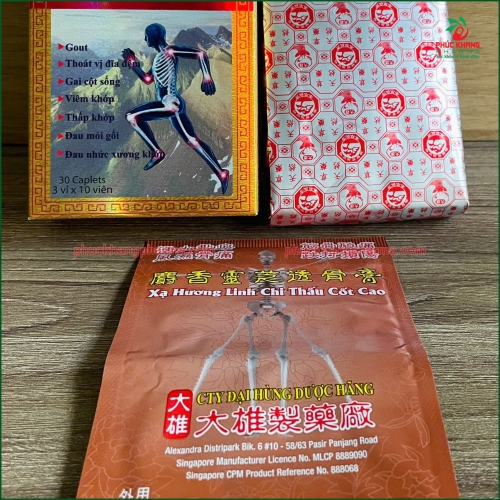 PHÚC KHANG
Gout
Thoát vị đĩa đệm
Gai cột sống
Viêm khớp
Thấp khớp
Đau mỏi gối
Đau nhức xương khớp
30 Caplets
3 vỉ x 10 viên
麝香靈芝透骨膏
Xạ Hương Linh Chi Thấu Cốt Cao
CTY ĐẠI HÙNG DƯỢC HÃNG
大雄 大雄製藥廠
Alexandra Distripark Blk. 6 #10 - 58/63 Pasir Panjang Road
Singapore Manufacturer Licence No. MLCP 8889090
Singapore CPM Product Reference No. 888068
外用